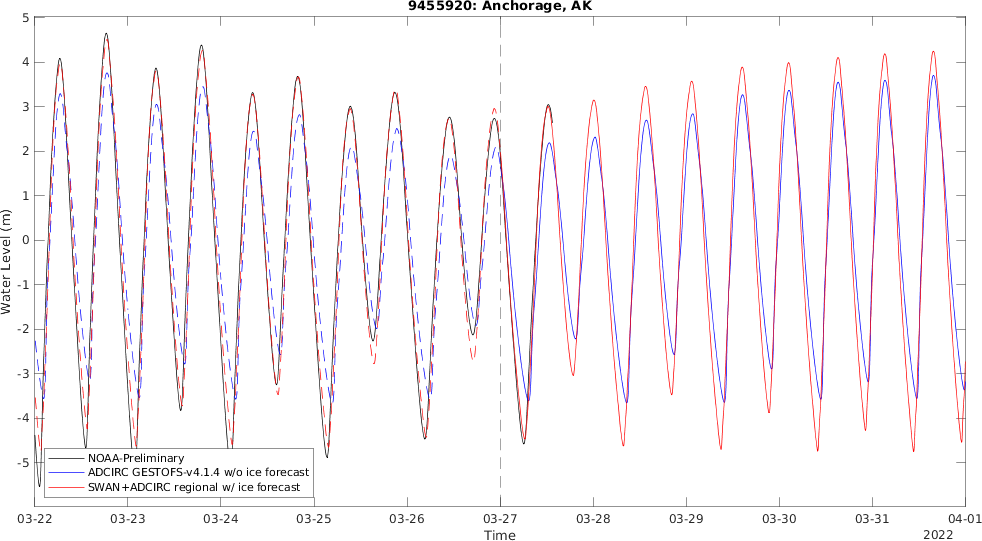 9455920: Anchorage, AK
Water Level (m)
5
4
3
2
1
0
-1
-2
-3
-4
-5
NOAA-Preliminary
ADCIRC GESTOFS-v4.1.4 w/o ice forecast
SWAN+ADCIRC regional w/ ice forecast
03-22 03-23 03-24 03-25 03-26 03-27 03-28 03-29 03-30 03-31 04-01
Time
2022